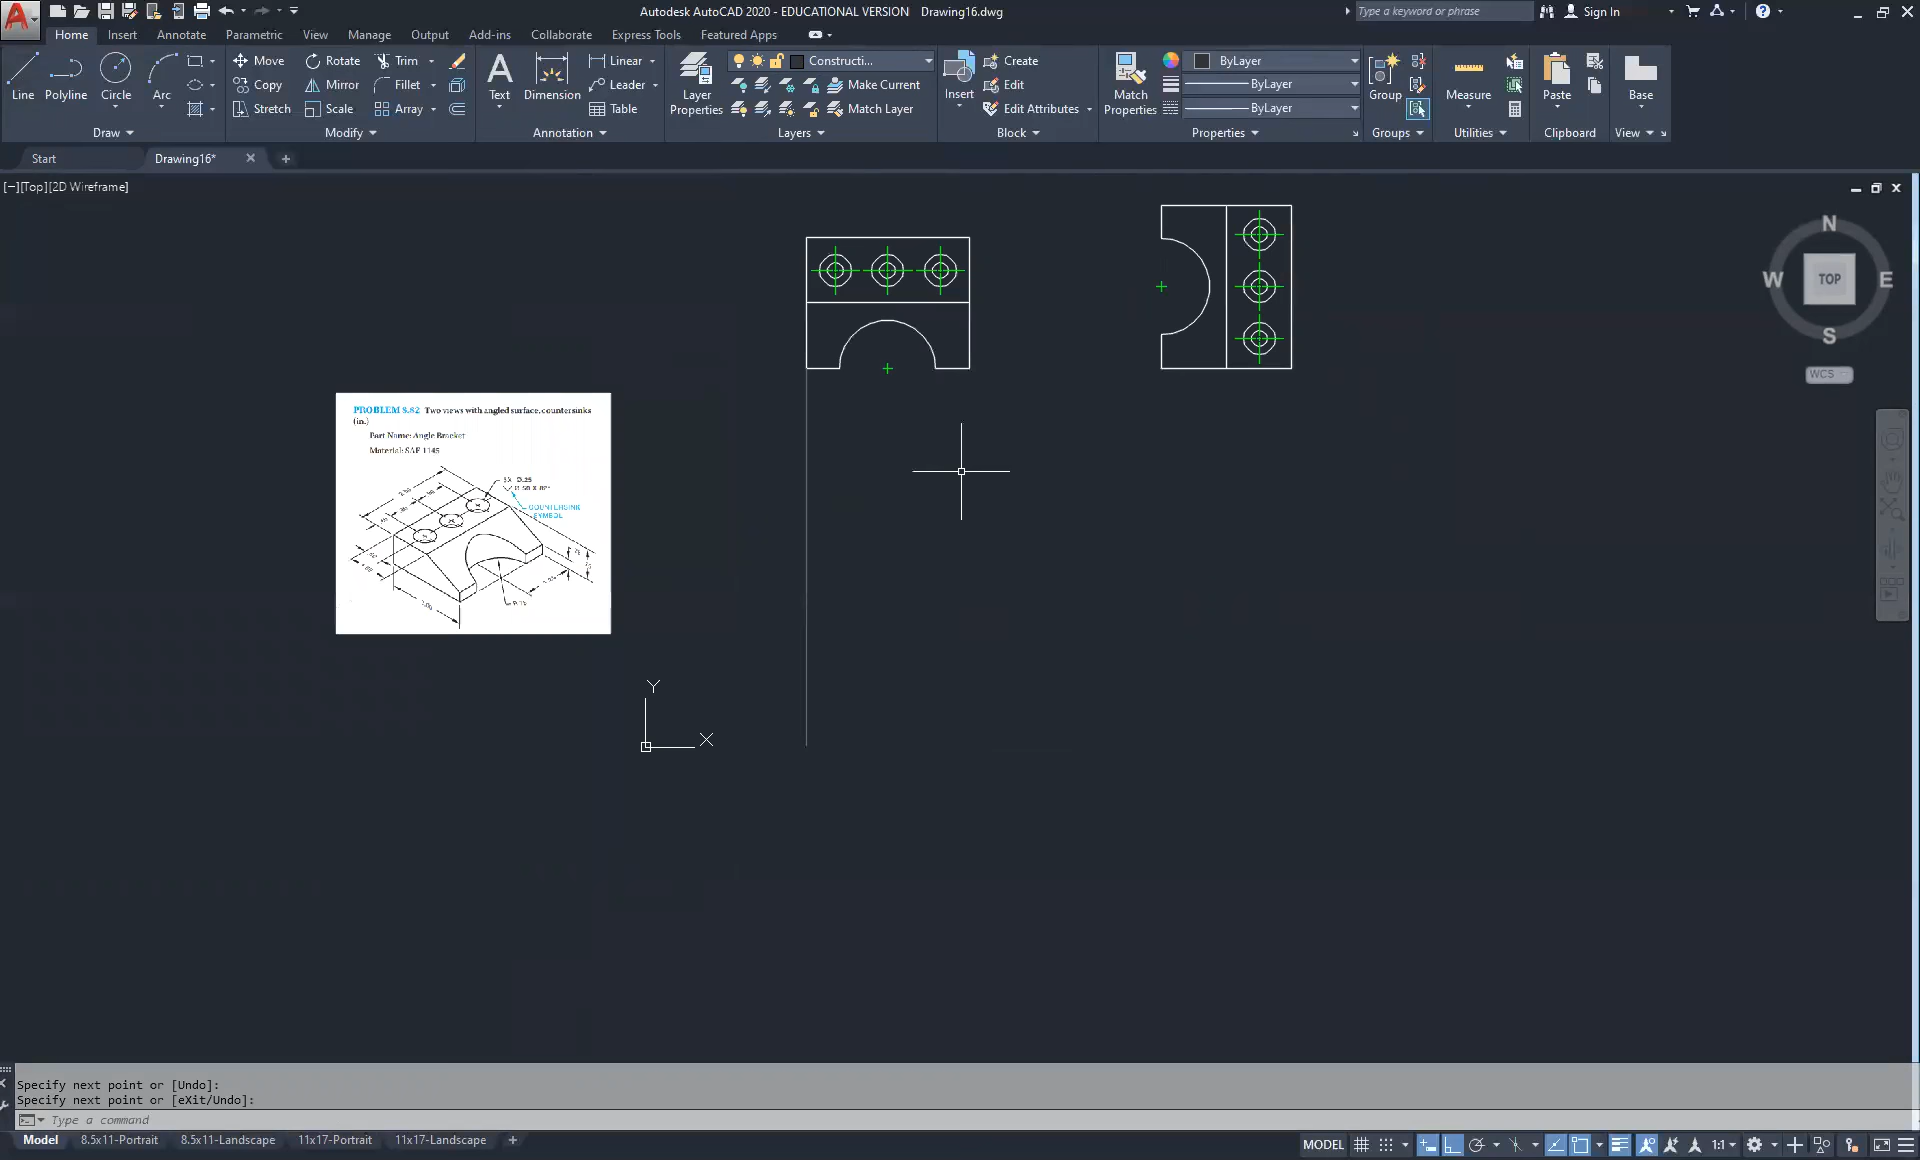 Autodesk AutoCAD 2020 - EDUCATIONAL VERSION Drawing16.dwg
Type a keyword or phrase
Sign In
Home Insert Annotate Parametric View Manage Output Add-ins Collaborate Express Tools Featured Apps
Line
Polyline
Circle
Arc
Draw
Move
Copy
Stretch
Rotate
Mirror
Scale
Trim
Fillet
Array
Modify
Text
Dimension
Linear
Leader
Table
Annotation
Layer
Properties
Constructi...
Make Current
Match Layer
Layers
Insert
Create
Edit
Edit Attributes
Block
Match
Properties
ByLayer
ByLayer
ByLayer
Properties
Group
Groups
Measure
Utilities
Paste
Clipboard
Base
View
Start
Drawing16*
[−][Top][2D Wireframe]
N
W
TOP
E
S
WCS
PROBLEM 8.82 Two views with angled surface, countersinks
(in.)
Part Name: Angle Bracket
Material: SAE 1145
COUNTERSINK
SYMBOL
Y
X
Specify next point or [Undo]:
Specify next point or [eXit/Undo]:
Type a command
Model 8.5x11-Portrait 8.5x11-Landscape 11x17-Portrait 11x17-Landscape
MODEL
1:1